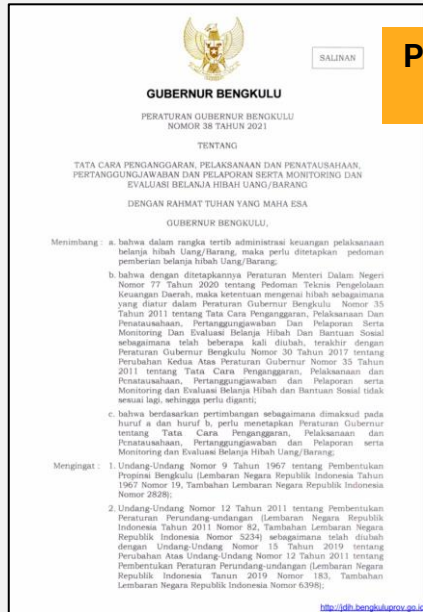 SALINAN
P
GUBERNUR BENGKULU
PERATURAN GUBERNUR BENGKULU
NOMOR 38 TAHUN 2021
TENTANG
TATA CARA PENGANGGARAN, PELAKSANAAN DAN PENATAUSAHAAN,
PERTANGGUNGJAWABAN DAN PELAPORAN SERTA MONITORING DAN
EVALUASI BELANJA HIBAH UANG/BARANG
DENGAN RAHMAT TUHAN YANG MAHA ESA
GUBERNUR BENGKULU,
Menimbang : a. bahwa dalam rangka tertib administrasi keuangan pelaksanaan
belanja hibah Uang/Barang, maka perlu ditetapkan pedoman
pemberian belanja hibah Uang/Barang;
b. bahwa dengan ditetapkannya Peraturan Menteri Dalam Negeri
Nomor 77 Tahun 2020 tentang Pedoman Teknis Pengelolaan
Keuangan Daerah, maka ketentuan mengenai hibah sebagaimana
yang diatur dalam Peraturan Gubernur Bengkulu Nomor 35
Tahun 2011 tentang Tata Cara Penganggaran, Pelaksanaan Dan
Penatausahaan, Pertanggungjawaban Dan Pelaporan Serta
Monitoring Dan Evaluasi Belanja Hibah Dan Bantuan Sosial
sebagaimana telah beberapa kali diubah, terakhir dengan
Peraturan Gubernur Bengkulu Nomor 30 Tahun 2017 tentang
Perubahan Kedua Atas Peraturan Gubernur Nomor 35 Tahun
2011 tentang Tata Cara Penganggaran, Pelaksanaan dan
Penatausahaan, Pertanggungjawaban dan Pelaporan serta
Monitoring dan Evaluasi Belanja Hibah dan Bantuan Sosial tidak
sesuai lagi, sehingga perlu diganti;
c. bahwa berdasarkan pertimbangan sebagaimana dimaksud pada
huruf a dan huruf b, perlu menetapkan Peraturan Gubernur
tentang Tata Cara Penganggaran, Pelaksanaan dan
Penatausahaan, Pertanggungjawaban dan Pelaporan serta
Monitoring dan Evaluasi Belanja Hibah Uang/Barang;
Mengingat : 1. Undang-Undang Nomor 9 Tahun 1967 tentang Pembentukan
Propinsi Bengkulu (Lembaran Negara Republik Indonesia Tahun
1967 Nomor 19, Tambahan Lembaran Negara Republik Indonesia
Nomor 2828);
2. Undang-Undang Nomor 12 Tahun 2011 tentang Pembentukan
Peraturan Perundang-undangan (Lembaran Negara Republik
Indonesia Tahun 2011 Nomor 82, Tambahan Lembaran Negara
Republik Indonesia Nomor 5234) sebagaimana telah diubah
dengan Undang-Undang Nomor 15 Tahun 2019 tentang
Perubahan Atas Undang-Undang Nomor 12 Tahun 2011 tentang
Pembentukan Peraturan Perundang-undangan (Lembaran Negara
Republik Indonesia Tanun 2019 Nomor 183, Tambahan
Lembaran Negara Republik Indonesia Nomor 6398);
http://jdih.bengkuluprov.go.id